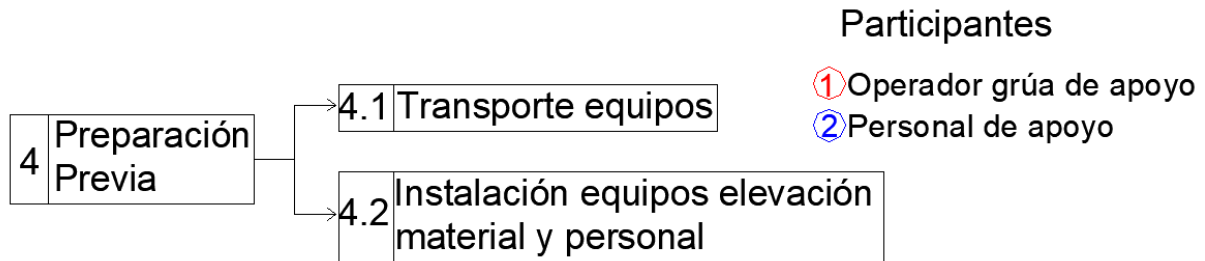 Participantes
1 Operador grúa de apoyo
2 Personal de apoyo
4 Preparación
Previa
4.1 Transporte equipos
4.2 Instalación equipos elevación
material y personal